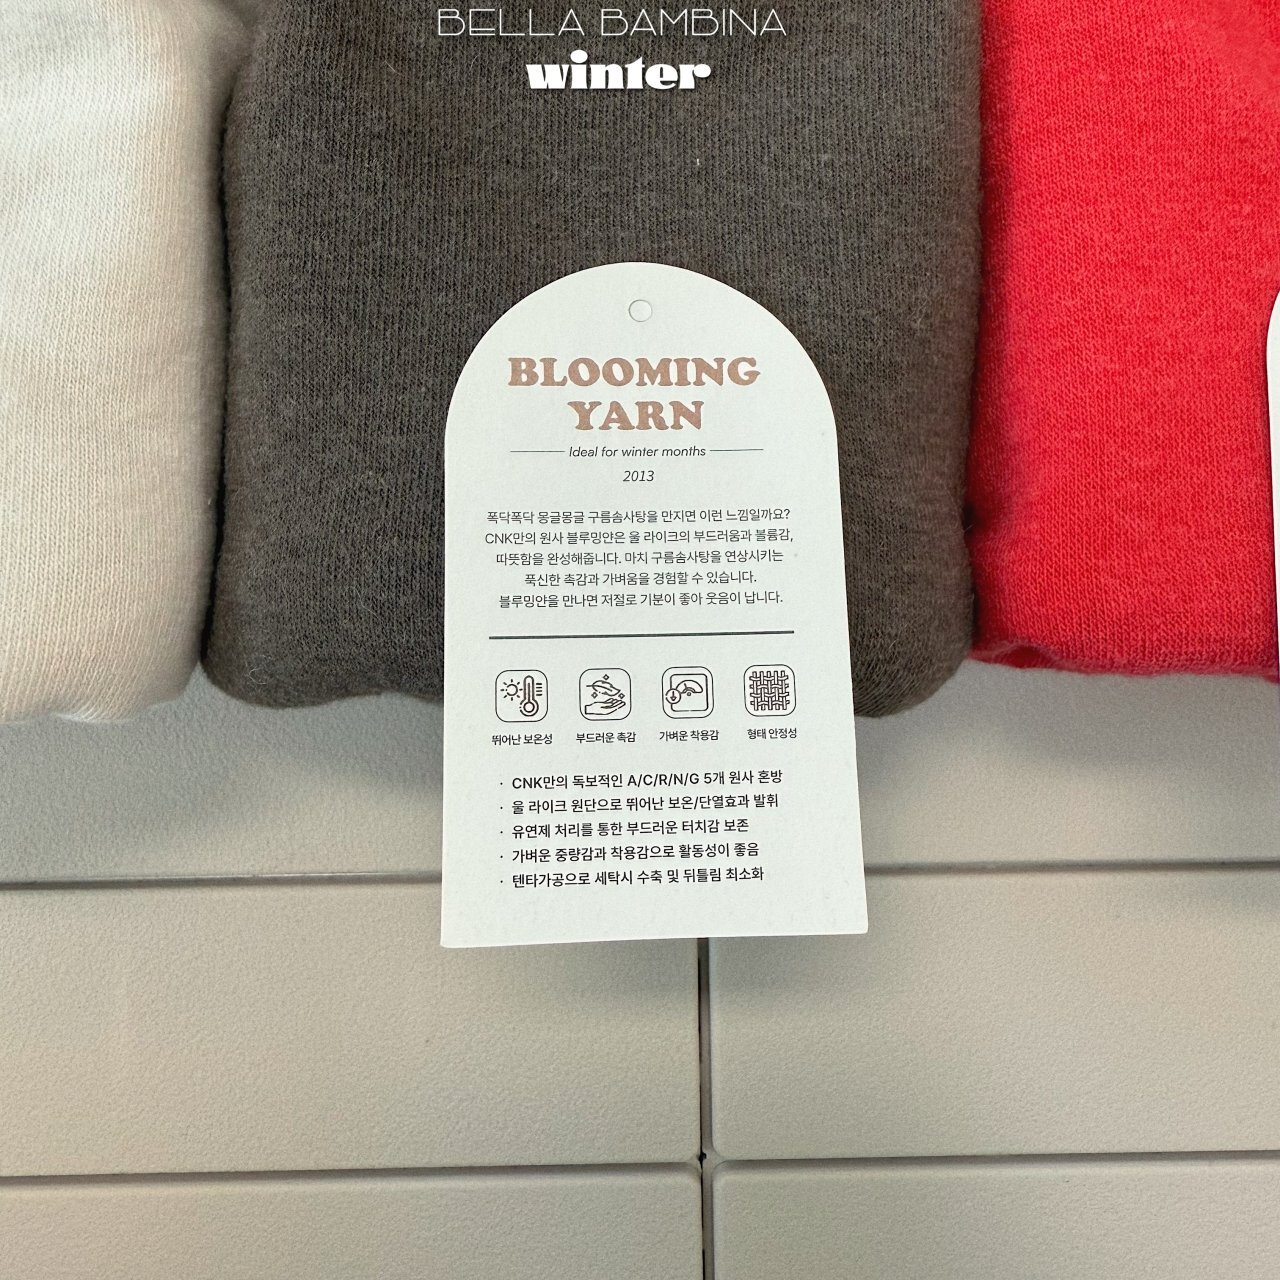 BELLA BAMBINA
winter
BLOOMING
YARN
Ideal for winter months
2013
폭닥폭닥 몽글몽글 구름솜사탕을 만지면 이런 느낌일까요?
CNK만의 원사 블루밍얀은 울 라이크의 부드러움과 볼륨감,
따뜻함을 완성해줍니다. 마치 구름솜사탕을 연상시키는
푹신한 촉감과 가벼움을 경험할 수 있습니다.
블루밍얀을 만나면 저절로 기분이 좋아 웃음이 납니다.
뛰어난 보온성 부드러운 촉감 가벼운 착용감 형태 안정성
· CNK만의 독보적인 A/C/R/N/G 5개 원사 혼방
· 울 라이크 원단으로 뛰어난 보온/단열효과 발휘
· 유연제 처리를 통한 부드러운 터치감 보존
· 가벼운 중량감과 착용감으로 활동성이 좋음
· 텐타가공으로 세탁시 수축 및 뒤틀림 최소화